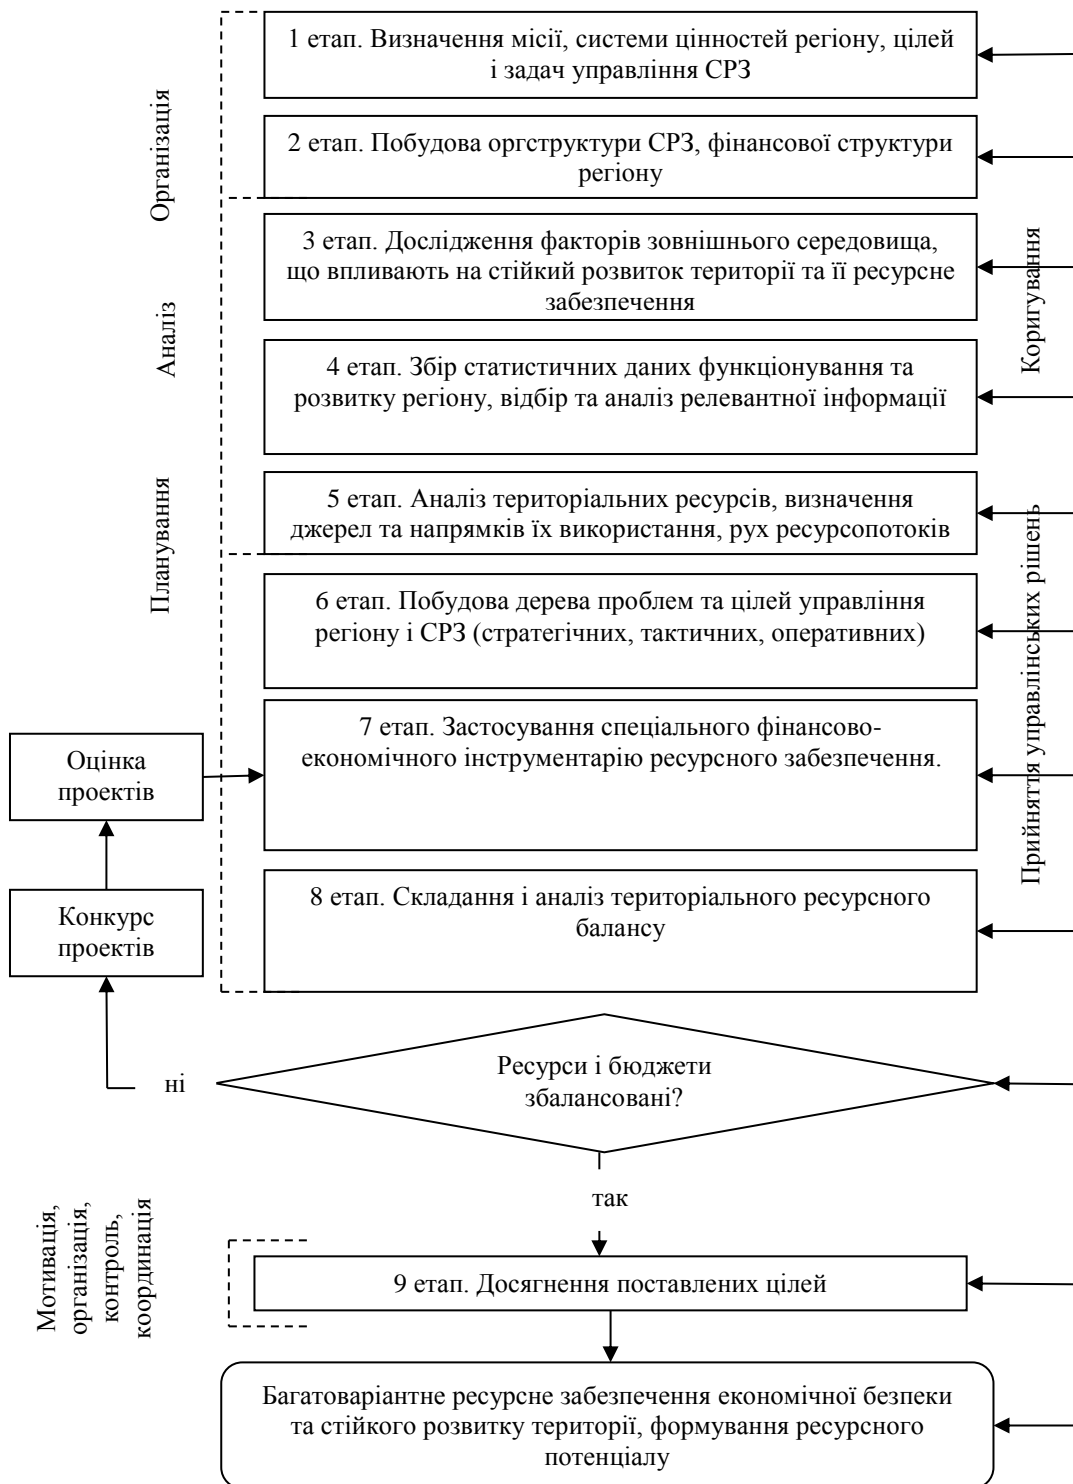 1 етап. Визначення місії, системи цінностей регіону, цілей
і задач управління СРЗ
Організація
2 етап. Побудова оргструктури СРЗ, фінансової структури
регіону
3 етап. Дослідження факторів зовнішнього середовища,
що впливають на стійкий розвиток території та її ресурсне
забезпечення
Коригування
Аналіз
4 етап. Збір статистичних даних функціонування та
розвитку регіону, відбір та аналіз релевантної інформації
Планування
5 етап. Аналіз територіальних ресурсів, визначення
джерел та напрямків їх використання, рух ресурсопотоків
Прийняття управлінських рішень
6 етап. Побудова дерева проблем та цілей управління
регіону і СРЗ (стратегічних, тактичних, оперативних)
7 етап. Застосування спеціального фінансово-
економічного інструментарію ресурсного забезпечення.
Оцінка
проектів
8 етап. Складання і аналіз територіального ресурсного
балансу
Конкурс
проектів
Ресурси і бюджети
збалансовані?
ні
так
Мотивація,
організація,
контроль,
координація
9 етап. Досягнення поставлених цілей
Багатоваріантне ресурсне забезпечення економічної безпеки
та стійкого розвитку території, формування ресурсного
потенціалу